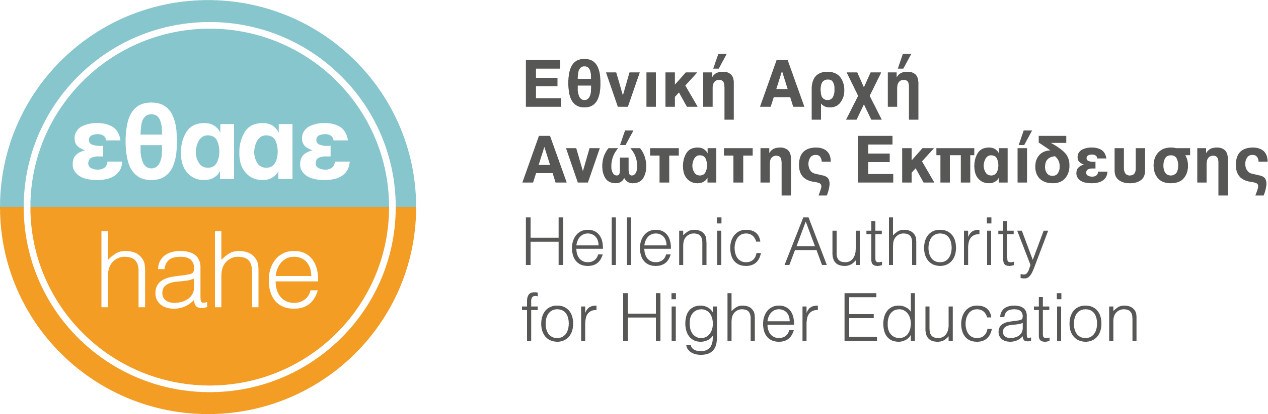 εθααε
hahe
Εθνική Αρχή
Ανώτατης Εκπαίδευσης
Hellenic Authority
for Higher Education